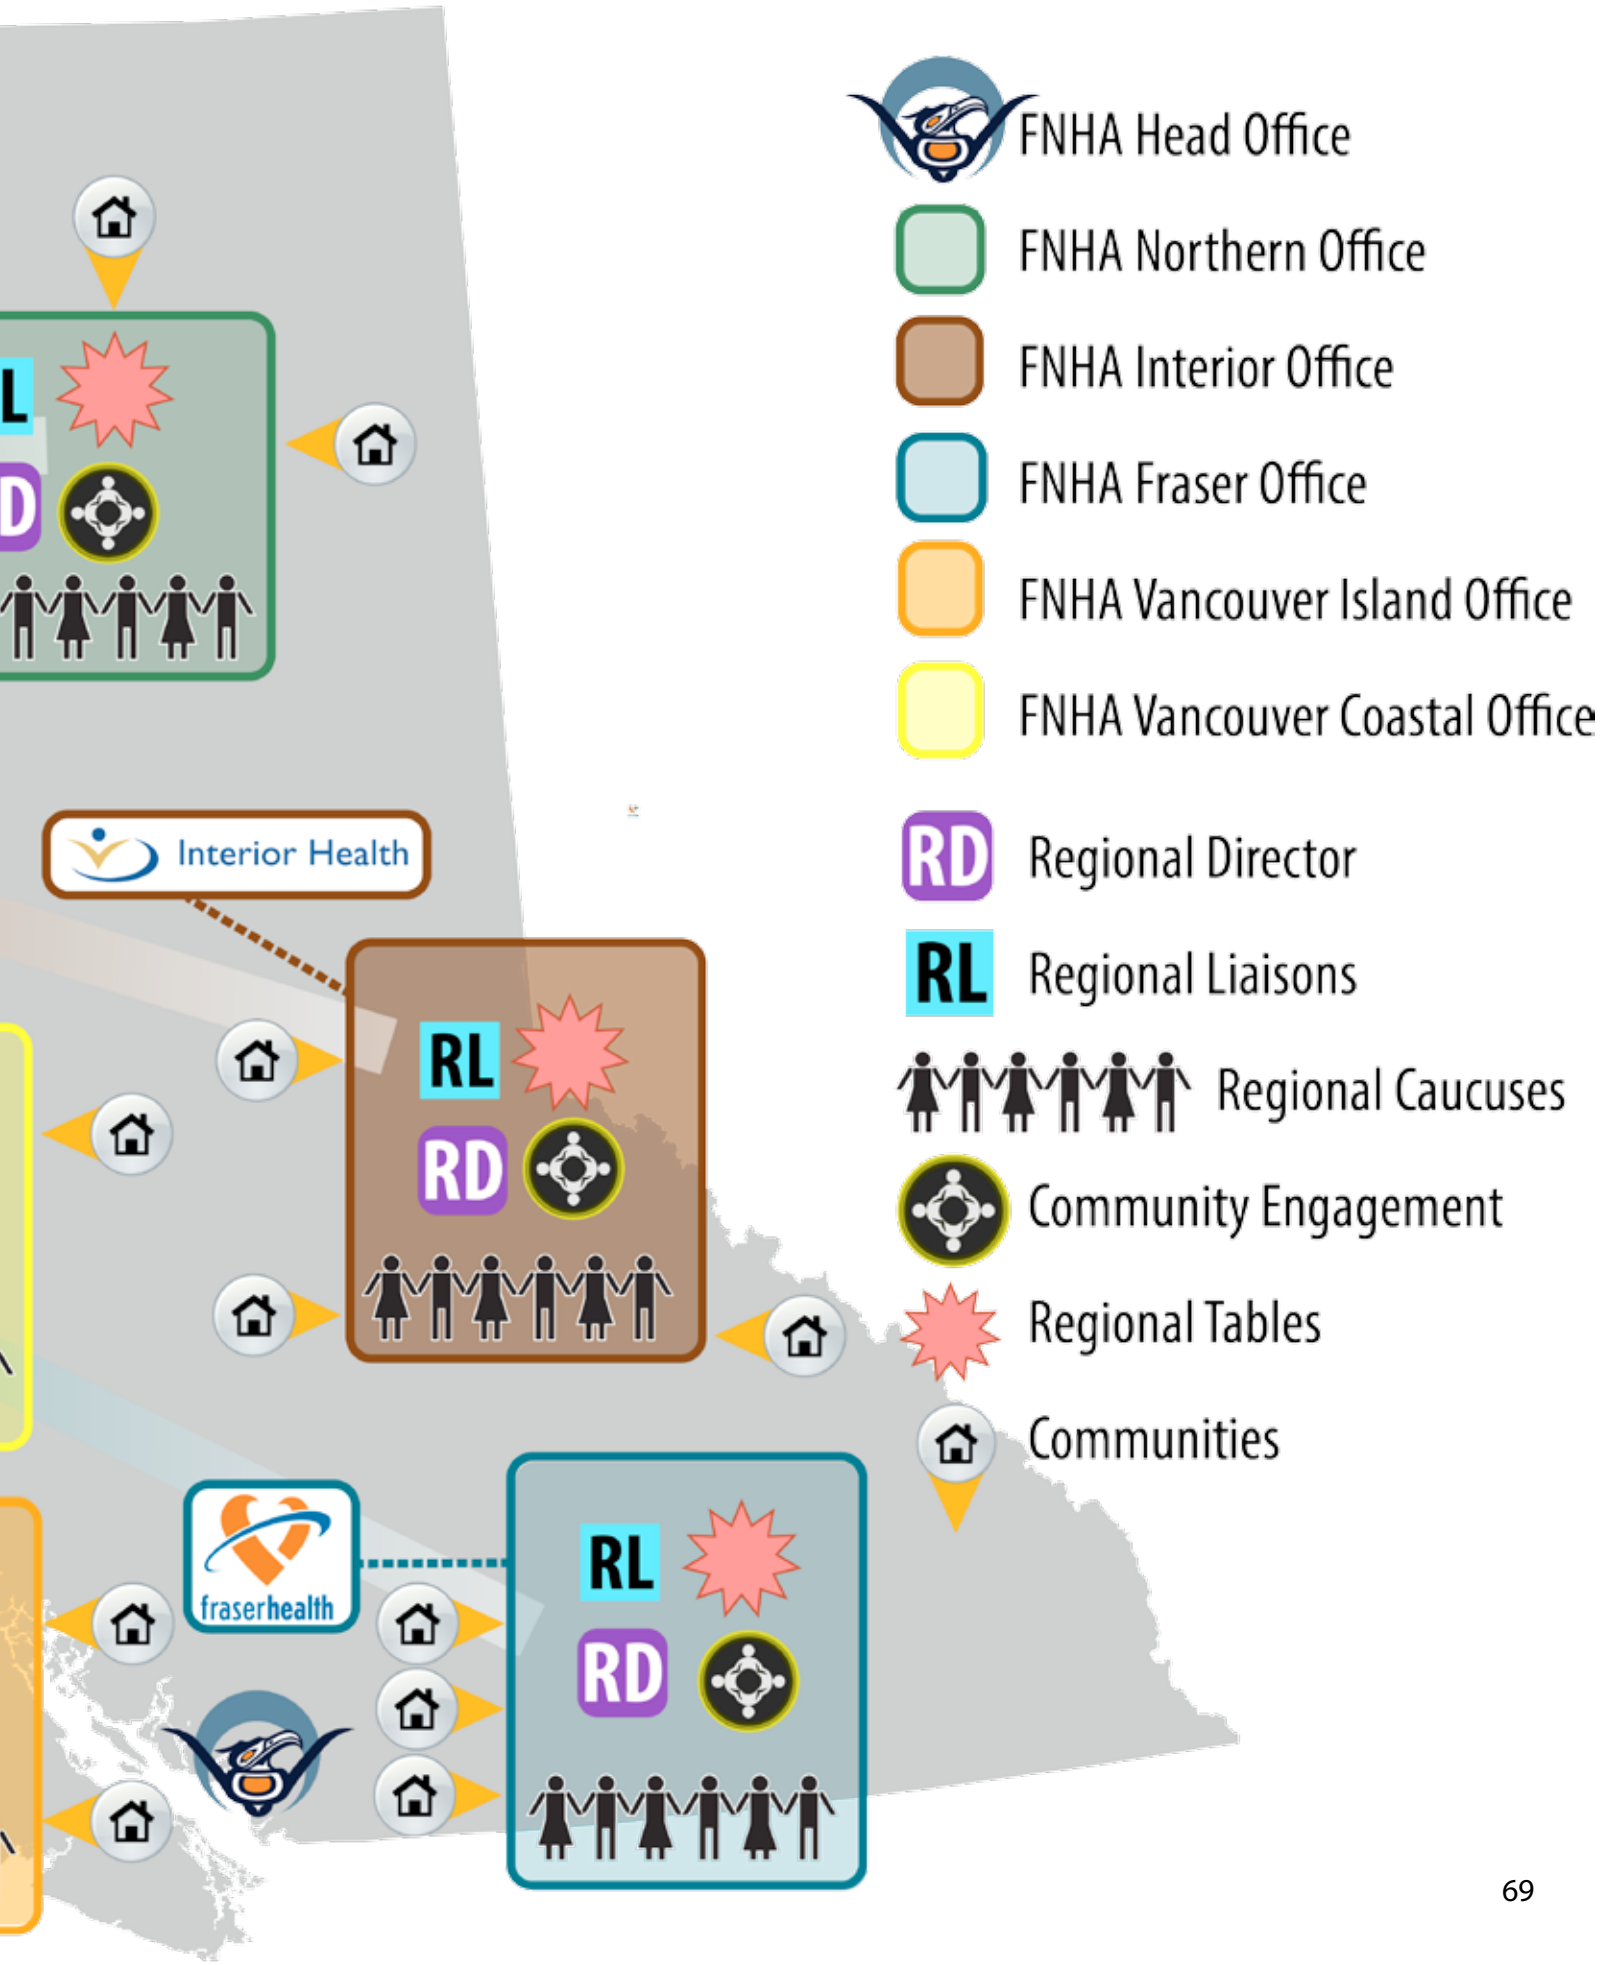 FNHA Head Office
FNHA Northern Office
FNHA Interior Office
FNHA Fraser Office
FNHA Vancouver Island Office
FNHA Vancouver Coastal Office
RD Regional Director
RL Regional Liaisons
Regional Caucuses
Community Engagement
Regional Tables
Communities
L
D
Interior Health
RL
RD
fraserhealth
RL
RD
69